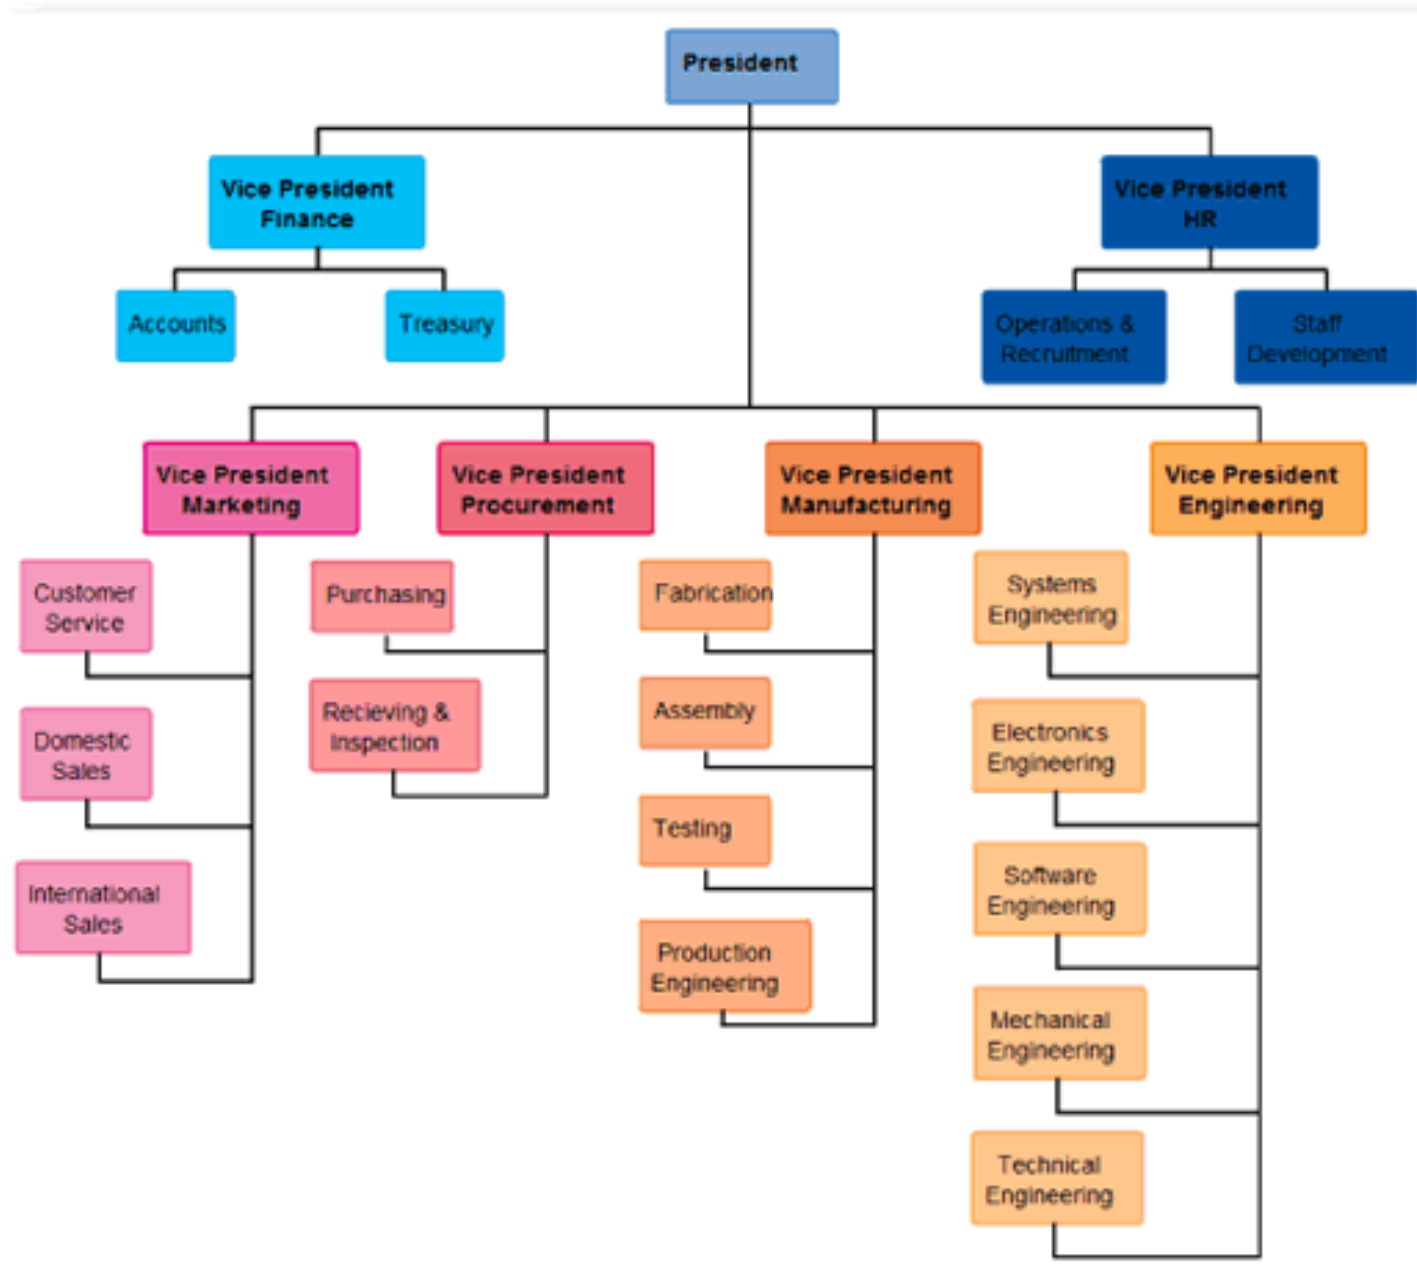 President
Vice President
Finance
Vice President
HR
Accounts
Treasury
Operations &
Recruitment
Staff
Development
Vice President
Marketing
Vice President
Procurement
Vice President
Manufacturing
Vice President
Engineering
Customer
Service
Domestic
Sales
International
Sales
Purchasing
Recieving &
Inspection
Fabrication
Assembly
Testing
Production
Engineering
Systems
Engineering
Electronics
Engineering
Software
Engineering
Mechanical
Engineering
Technical
Engineering